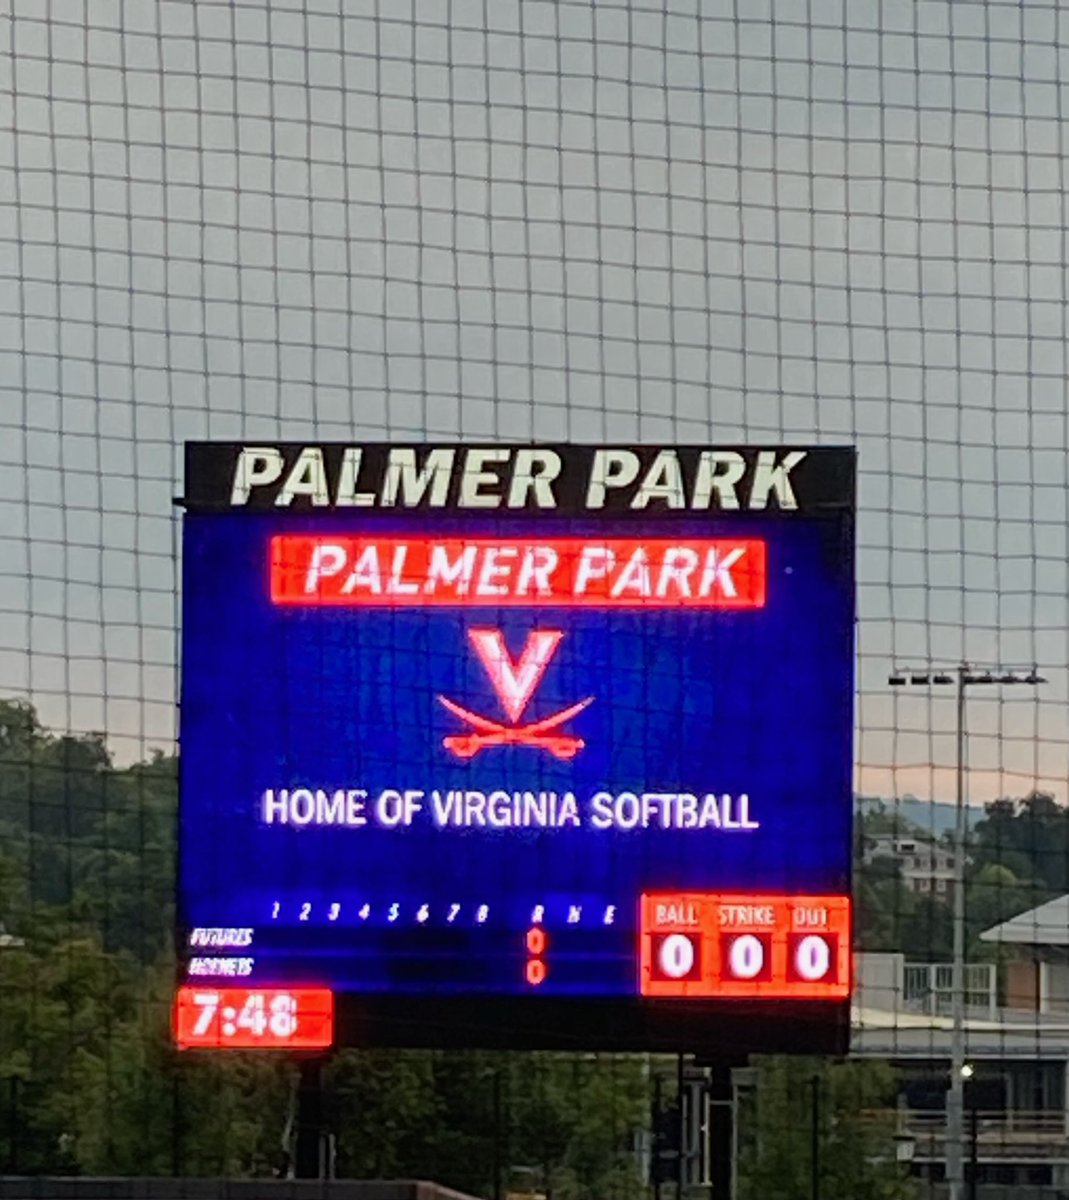 PALMER PARK
PALMER PARK
V
HOME OF VIRGINIA SOFTBALL
1 2 3 4 5 6 7 8 R H E BALL STRIKE OUT
FUTURES 0
HORNETS 0
0 0 0
7:48